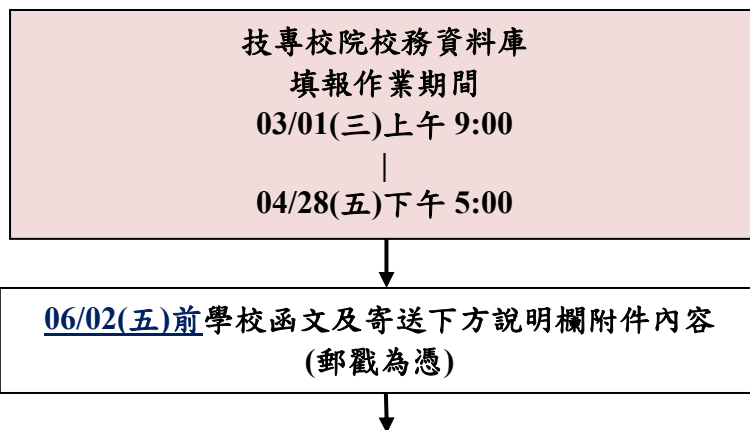 技專校院校務資料庫
填報作業期間
03/01(三)上午 9:00
|
04/28(五)下午 5:00
06/02(五)前學校函文及寄送下方說明欄附件內容
(郵戳為憑)